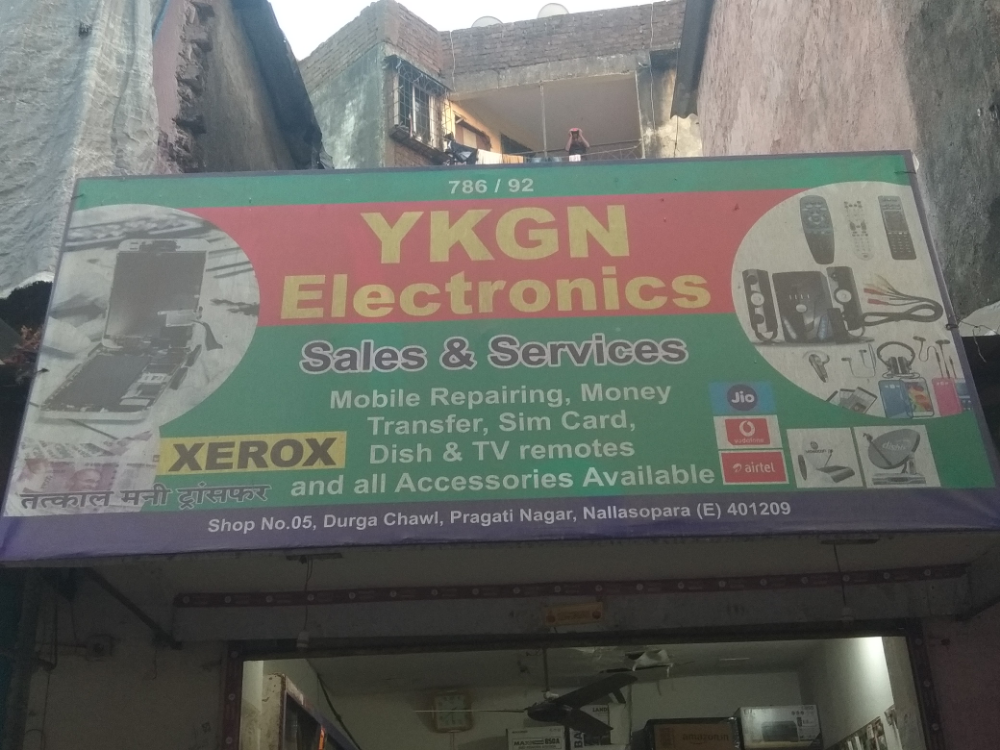 786 / 92
YKGN
Electronics
Sales & Services
Mobile Repairing, Money
Transfer, Sim Card,
Dish & TV remotes
and all Accessories Available
XEROX
तत्काल मनी ट्रांसफर
Jio
vodafone
airtel
Shop No.05, Durga Chawl, Pragati Nagar, Nallasopara (E) 401209